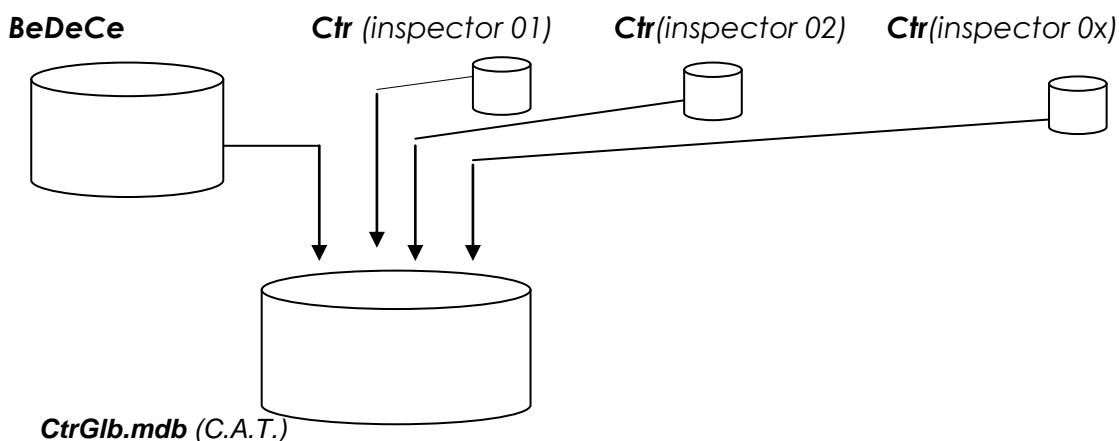 BeDeCe Ctr (inspector 01) Ctr(inspector 02) Ctr(inspector 0x)
CtrGlb.mdb (C.A.T.)